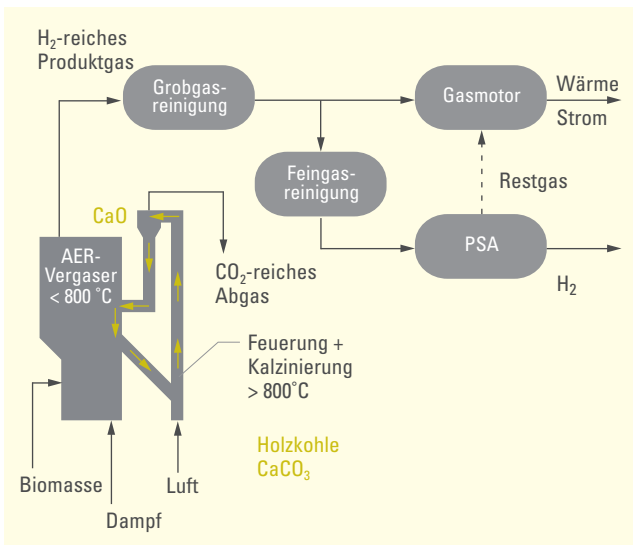 H₂-reiches
Produktgas
Grobgas-
reinigung
Gasmotor
Wärme
Strom
Feingas-
reinigung
Restgas
CaO
AER-
Vergaser
< 800 °C
CO₂-reiches
Abgas
PSA
H₂
Feuerung +
Kalzinierung
> 800°C
Holzkohle
CaCO₃
Biomasse
Luft
Dampf